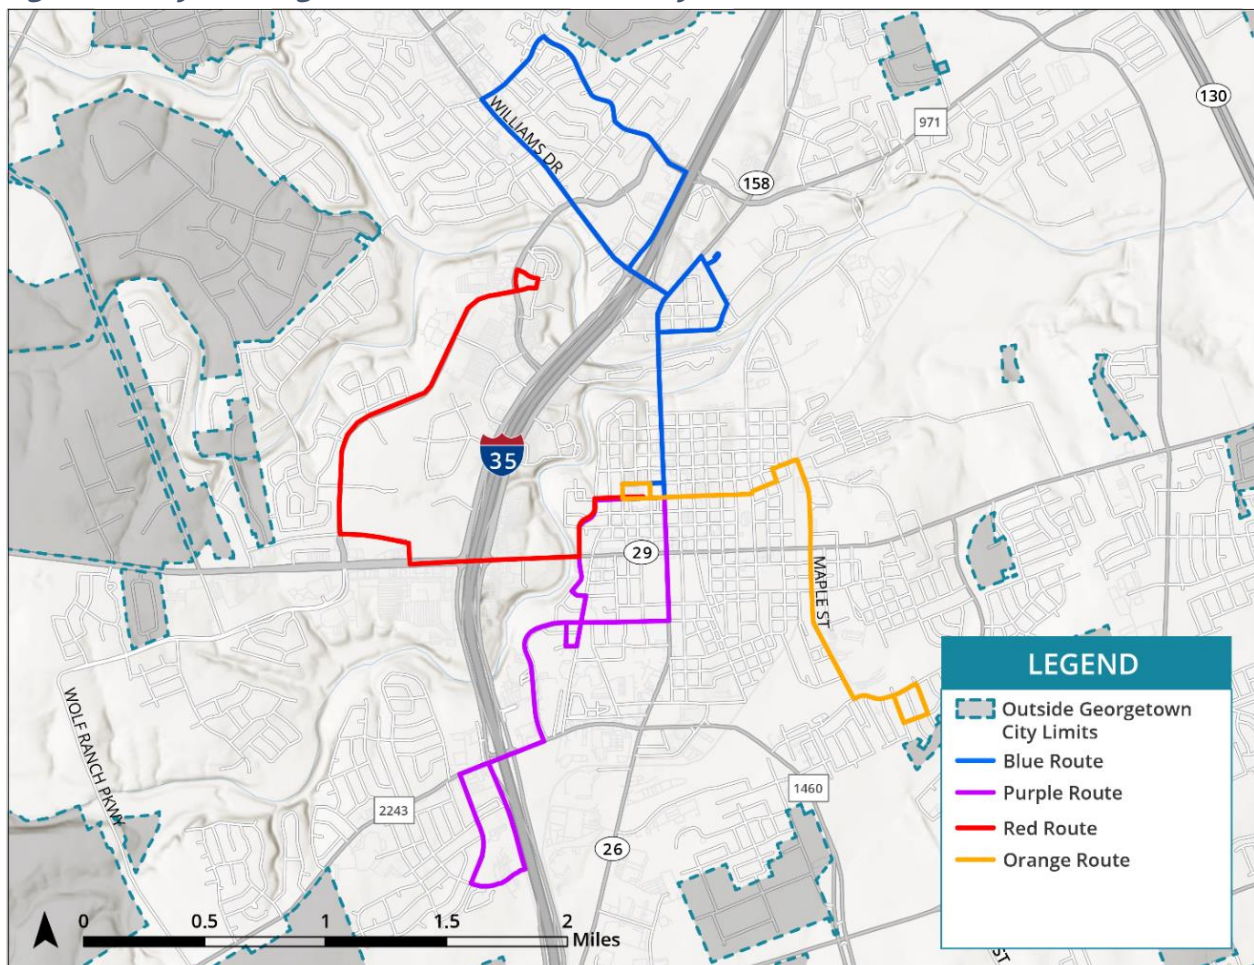 WILLIAMS DR
130
971
158
35
29
MAPLE ST
WOLF RANCH PKWY
2243
1460
26
LEGEND
Outside Georgetown
City Limits
Blue Route
Purple Route
Red Route
Orange Route
0 0.5 1 1.5 2
Miles
ST